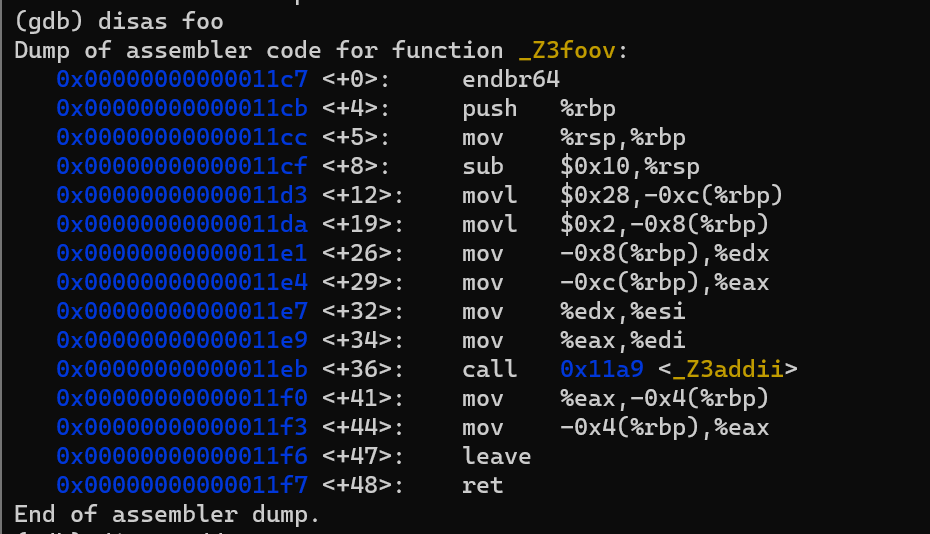 (gdb) disas foo
Dump of assembler code for function _Z3foov:
   0x00000000000011c7 <+0>:     endbr64
   0x00000000000011cb <+4>:     push   %rbp
   0x00000000000011cc <+5>:     mov    %rsp,%rbp
   0x00000000000011cf <+8>:     sub    $0x10,%rsp
   0x00000000000011d3 <+12>:    movl   $0x28,-0xc(%rbp)
   0x00000000000011da <+19>:    movl   $0x2,-0x8(%rbp)
   0x00000000000011e1 <+26>:    mov    -0x8(%rbp),%edx
   0x00000000000011e4 <+29>:    mov    -0xc(%rbp),%eax
   0x00000000000011e7 <+32>:    mov    %edx,%esi
   0x00000000000011e9 <+34>:    mov    %eax,%edi
   0x00000000000011eb <+36>:    call   0x11a9 <_Z3addii>
   0x00000000000011f0 <+41>:    mov    %eax,-0x4(%rbp)
   0x00000000000011f3 <+44>:    mov    -0x4(%rbp),%eax
   0x00000000000011f6 <+47>:    leave
   0x00000000000011f7 <+48>:    ret
End of assembler dump.